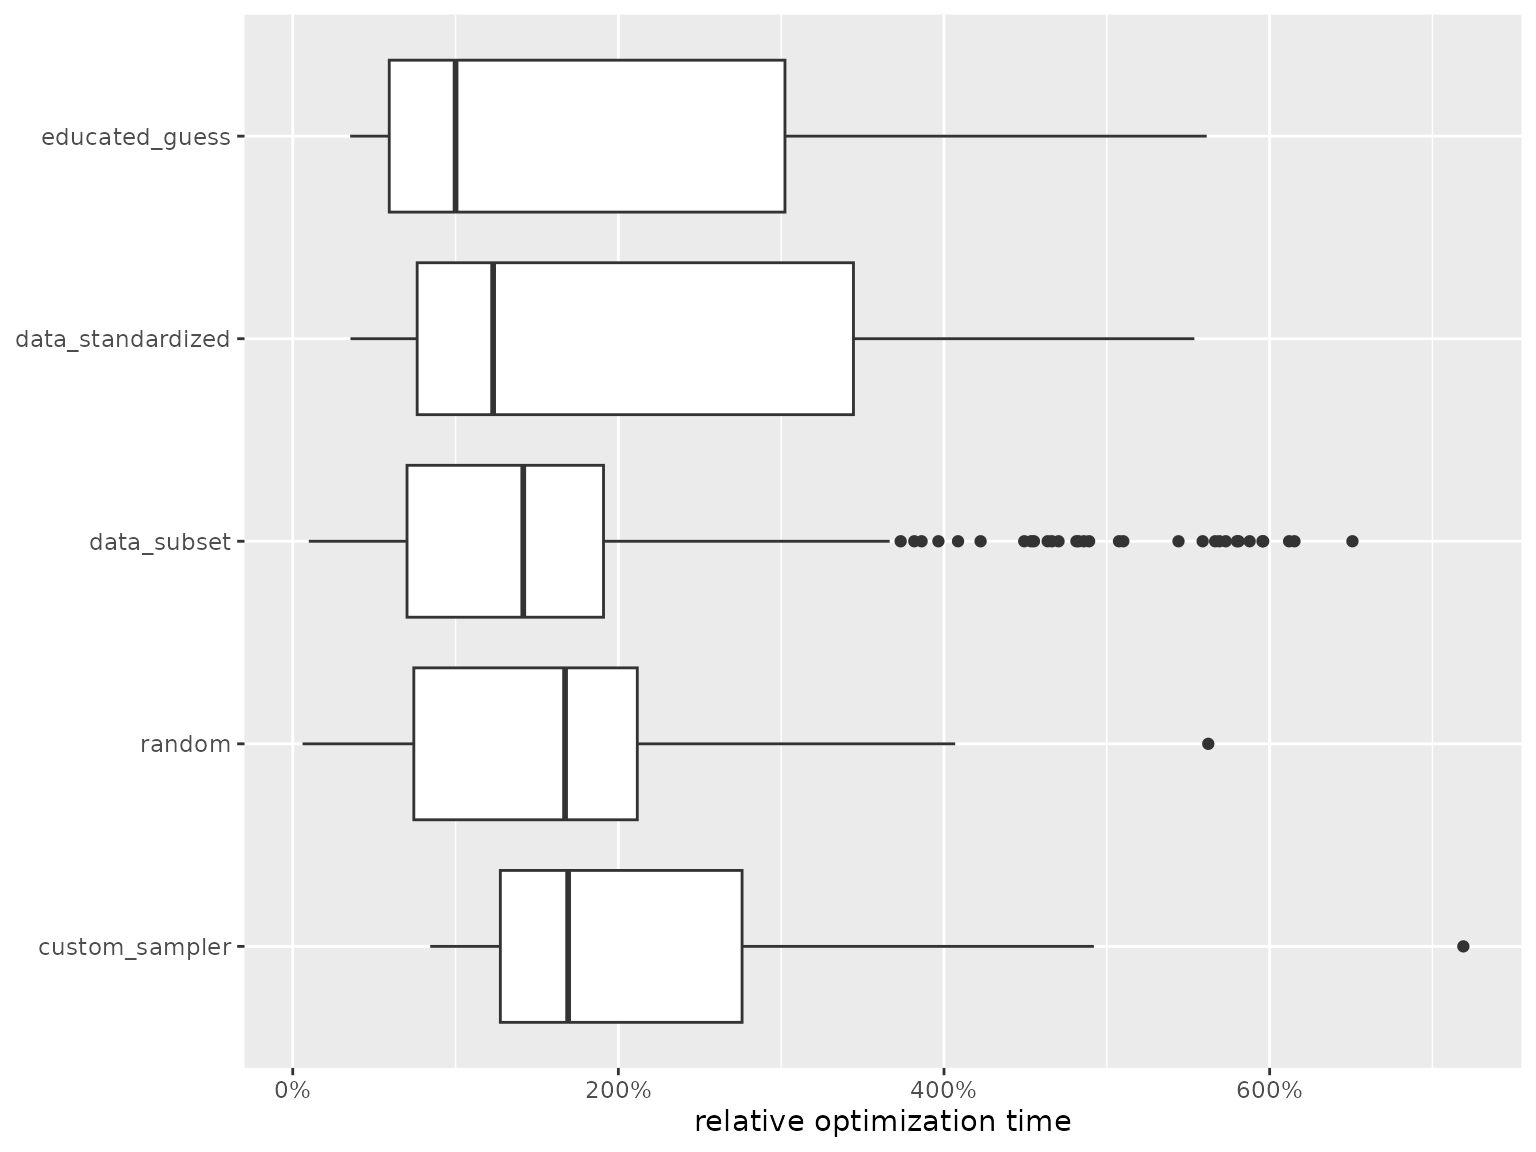 educated_guess
data_standardized
data_subset
random
custom_sampler
0% 200% 400% 600%
relative optimization time